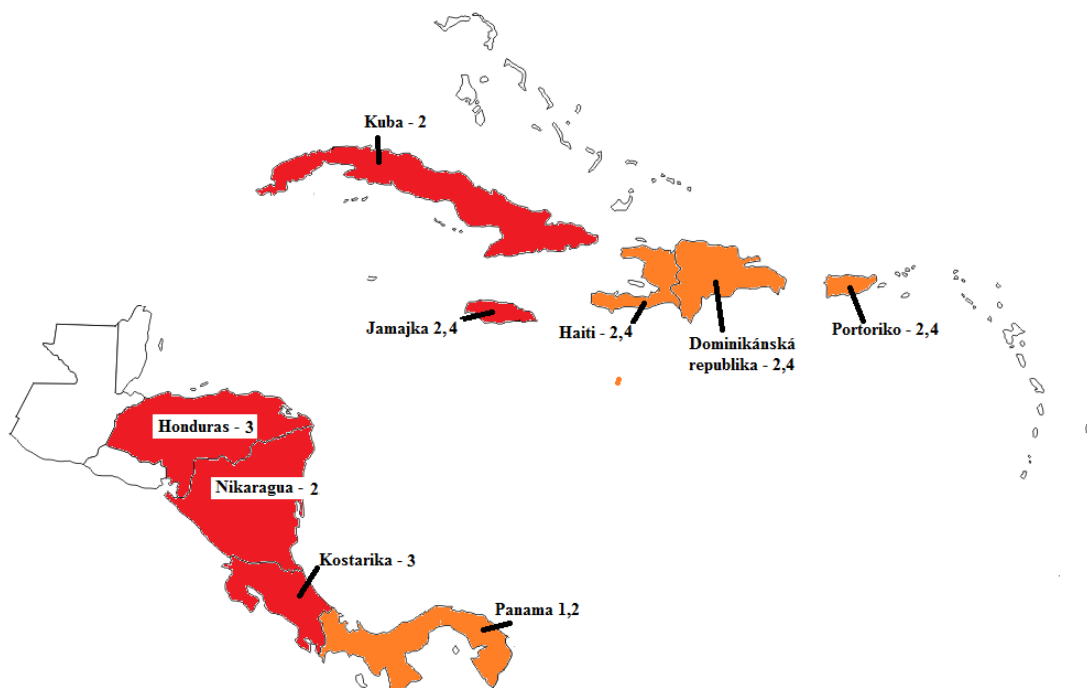 Kuba - 2
Jamajka 2,4
Haiti - 2,4
Dominikánská
republika - 2,4
Portoriko - 2,4
Honduras - 3
Nikaragua - 2
Kostarika - 3
Panama 1,2